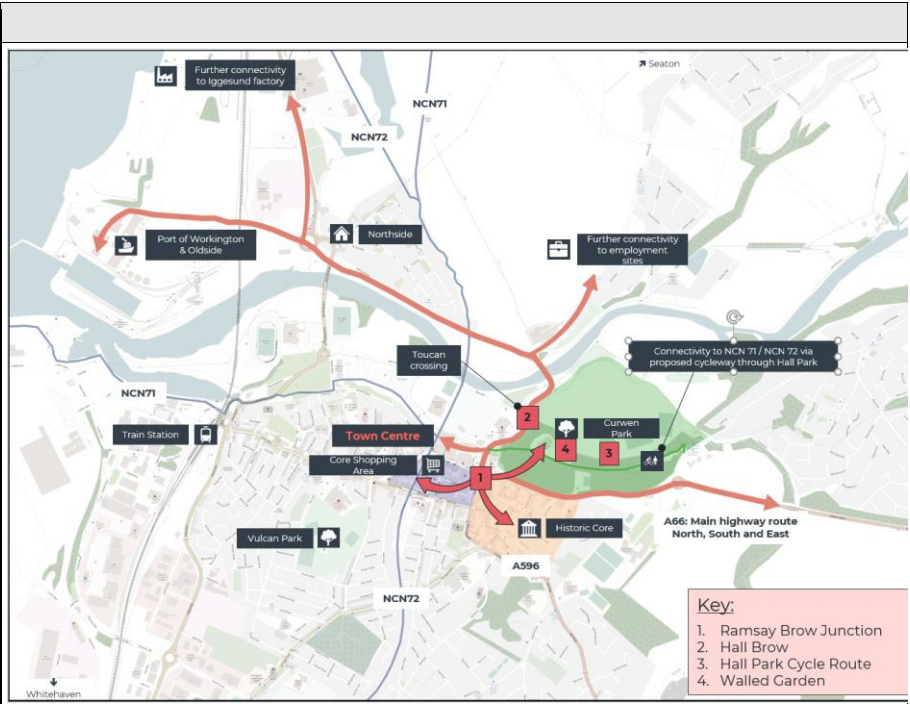 Further connectivity
to Iggesund factory
Seaton
NCN71
NCN72
Port of Workington
& Oldside
Northside
Further connectivity
to employment
sites
Toucan
crossing
Connectivity to NCN 71 / NCN 72 via
proposed cycleway through Hall Park
NCN71
2
Train Station
Town Centre
Curwen
Park
4
3
Core Shopping
Area
1
Vulcan Park
Historic Core
A66: Main highway route
North, South and East
A596
NCN72
Key:
1. Ramsay Brow Junction
2. Hall Brow
3. Hall Park Cycle Route
4. Walled Garden
Whitehaven